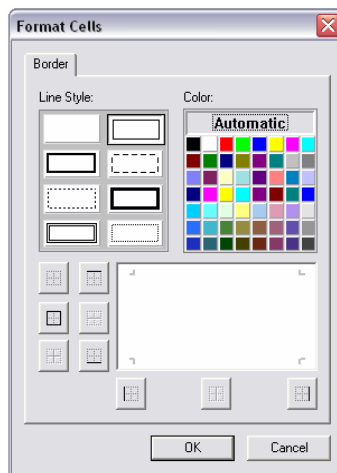 Format Cells
Border
Line Style:
Color:
Automatic
OK
Cancel